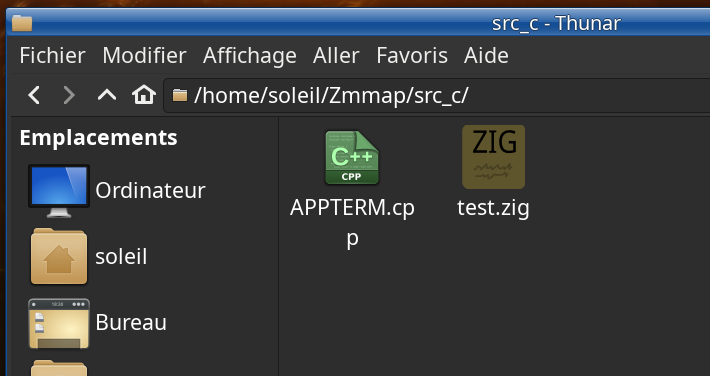 src_c - Thunar
Fichier Modifier Affichage Aller Favoris Aide
/home/soleil/Zmmap/src_c/
Emplacements
Ordinateur
soleil
Bureau
C++
CPP
APPTERM.cp
p
ZIG
test.zig